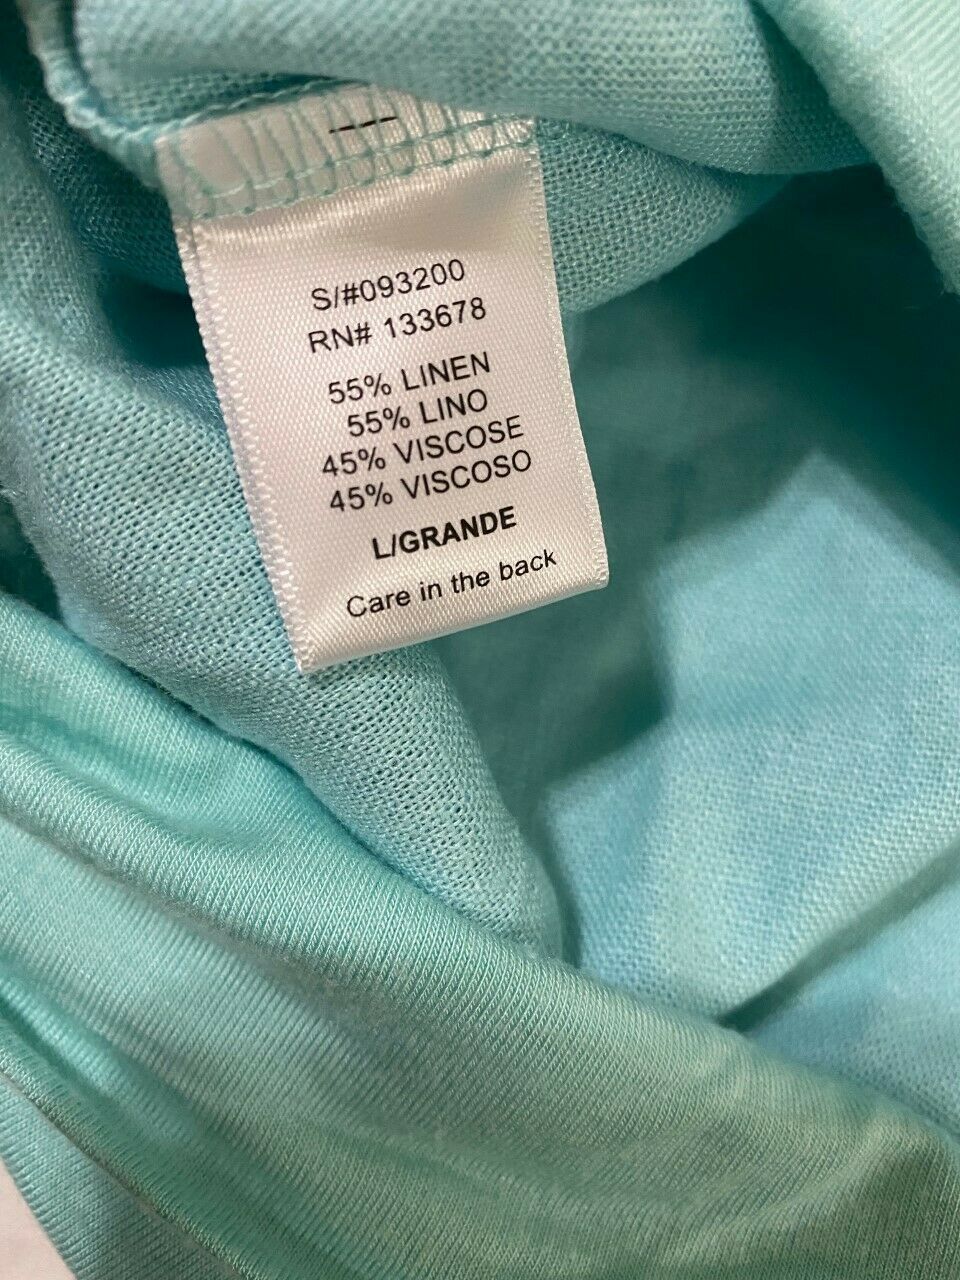 S/#093200
RN# 133678
55% LINEN
55% LINO
45% VISCOSE
45% VISCOSO
L/GRANDE
Care in the back